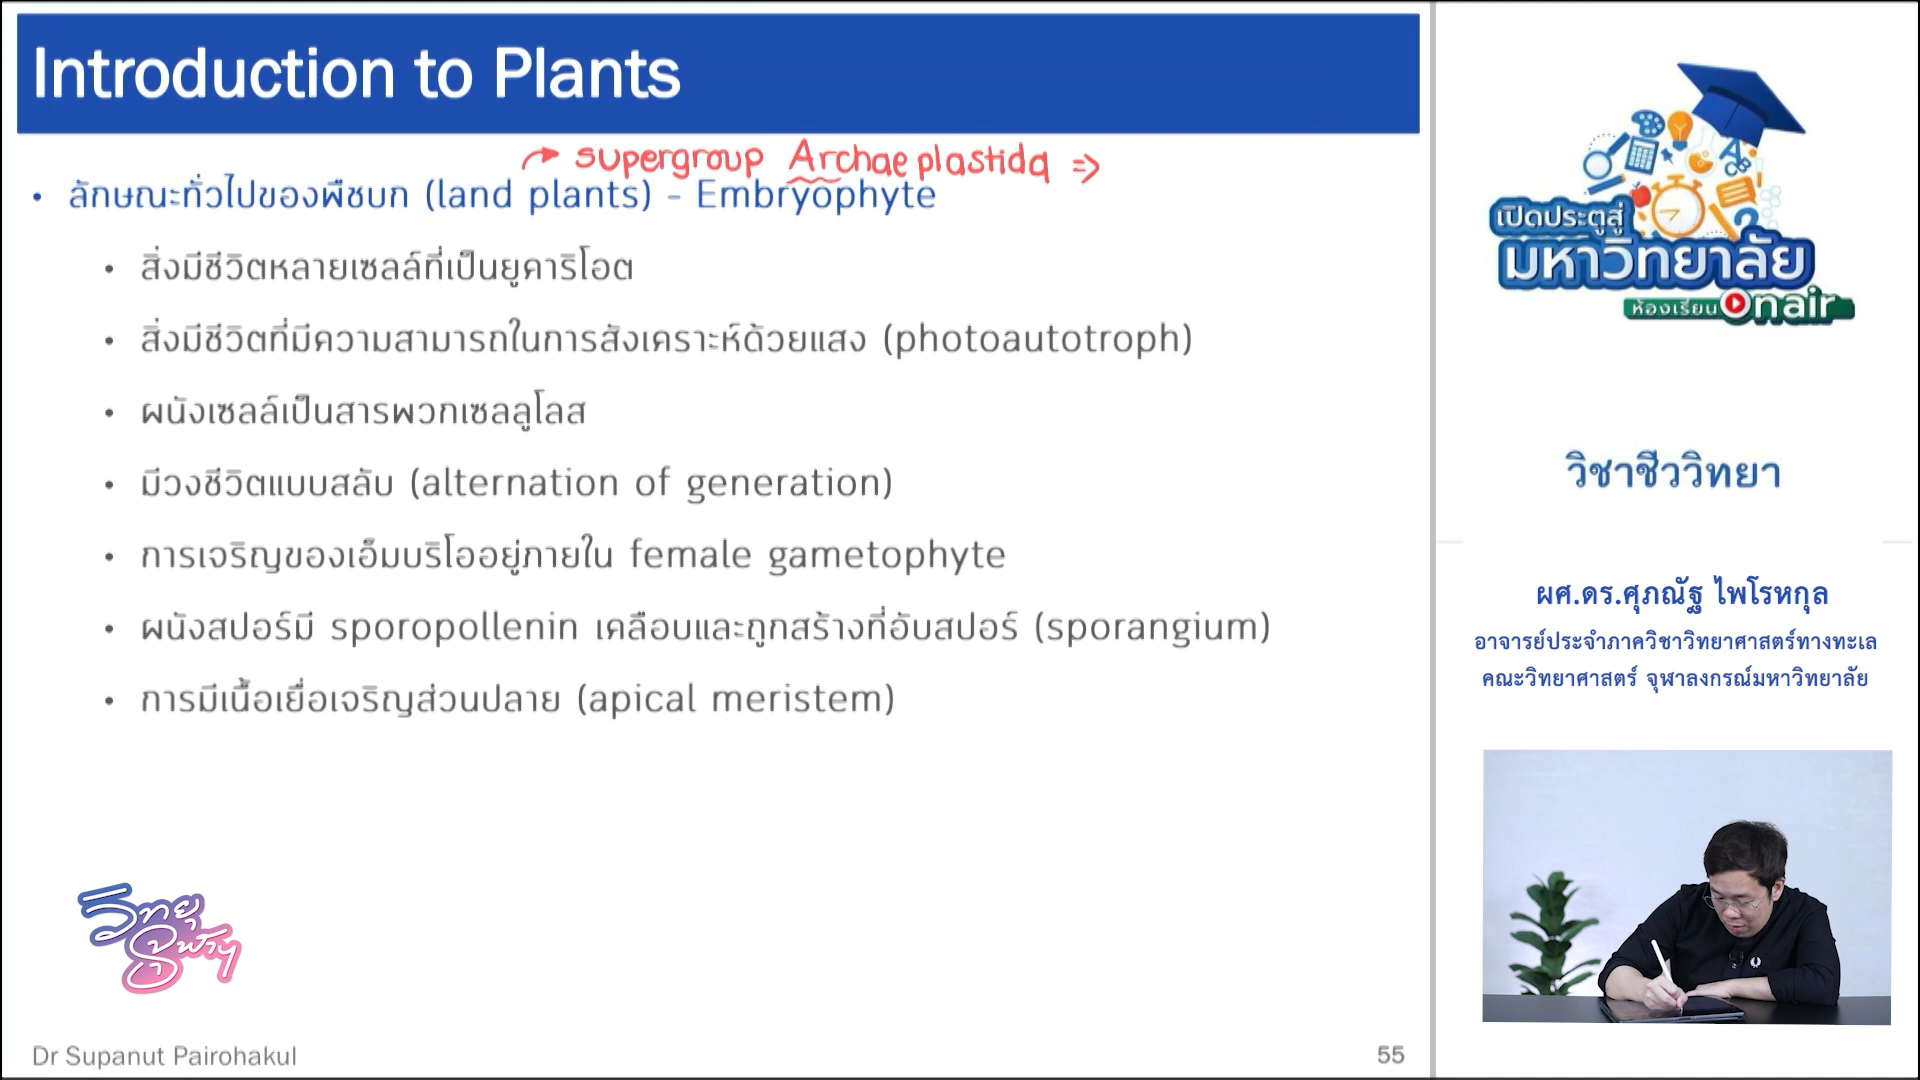 Introduction to Plants
supergroup Archaeplastida ⇒
• ลักษณะทั่วไปของพืชบก (land plants) - Embryophyte
• สิ่งมีชีวิตหลายเซลล์ที่เป็นยูคาริโอต
• สิ่งมีชีวิตที่มีความสามารถในการสังเคราะห์ด้วยแสง (photoautotroph)
• ผนังเซลล์เป็นสารพวกเซลลูโลส
• มีวงชีวิตแบบสลับ (alternation of generation)
• การเจริญของเอ็มบริโออยู่ภายใน female gametophyte
• ผนังสปอร์มี sporopollenin เคลือบและถูกสร้างที่อับสปอร์ (sporangium)
• การมีเนื้อเยื่อเจริญส่วนปลาย (apical meristem)
วิทยุ
จุฬาฯ
Dr Supanut Pairohakul
55
เปิดประตูสู่
มหาวิทยาลัย
ห้องเรียน Onair
วิชาชีววิทยา
ผศ.ดร.ศุภณัฐ ไพโรหกุล
อาจารย์ประจำภาควิชาวิทยาศาสตร์ทางทะเล
คณะวิทยาศาสตร์ จุฬาลงกรณ์มหาวิทยาลัย